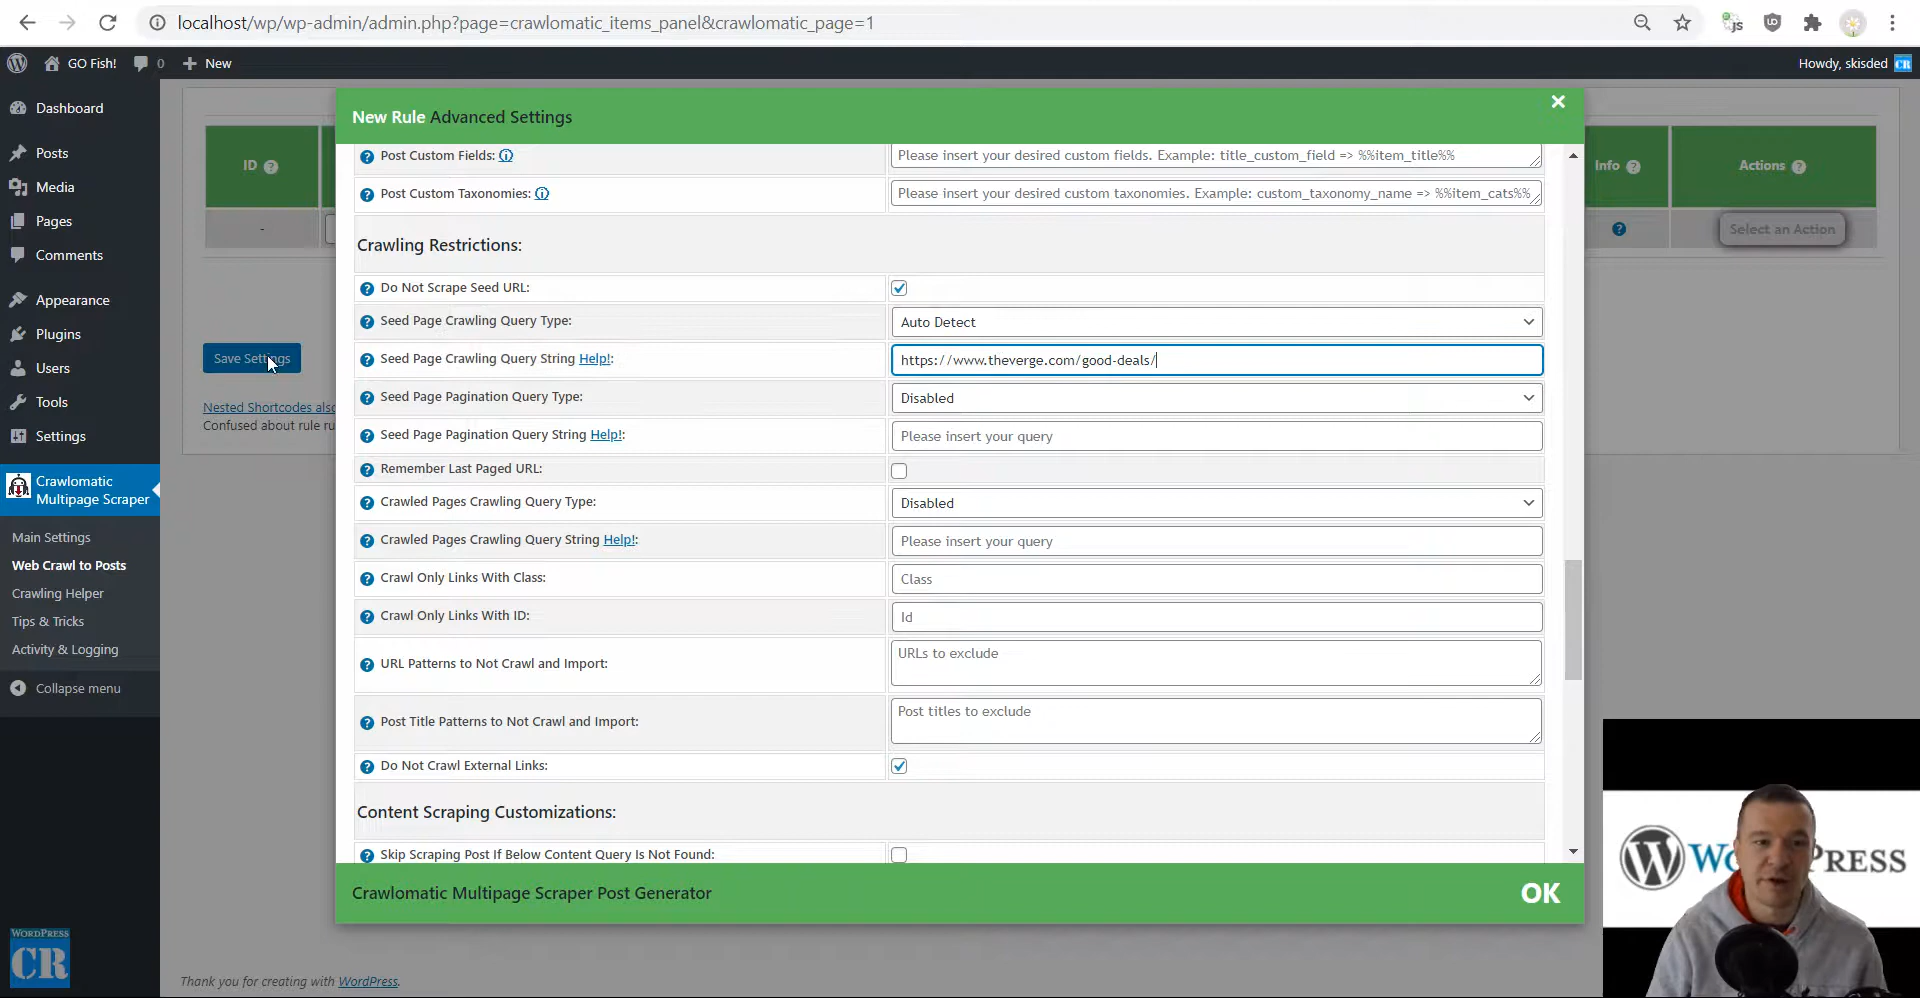 localhost/wp/wp-admin/admin.php?page=crawlomatic_items_panel&crawlomatic_page=1
GO Fish! 0 New
Howdy, skisded CR
Dashboard
Posts
Media
Pages
Comments
Appearance
Plugins
Users
Tools
Settings
Crawlomatic
Multipage Scraper
Main Settings
Web Crawl to Posts
Crawling Helper
Tips & Tricks
Activity & Logging
Collapse menu
WORDPRESS
CR
ID
-
Save Settings
Nested Shortcodes also
Confused about rule ru
Info
Actions
Select an Action
New Rule Advanced Settings
Post Custom Fields:
Please insert your desired custom fields. Example: title_custom_field => %%item_title%%
Post Custom Taxonomies:
Please insert your desired custom taxonomies. Example: custom_taxonomy_name => %%item_cats%%
Crawling Restrictions:
Do Not Scrape Seed URL:
Seed Page Crawling Query Type:
Auto Detect
Seed Page Crawling Query String Help!:
https://www.theverge.com/good-deals/
Seed Page Pagination Query Type:
Disabled
Seed Page Pagination Query String Help!:
Please insert your query
Remember Last Paged URL:
Crawled Pages Crawling Query Type:
Disabled
Crawled Pages Crawling Query String Help!:
Please insert your query
Crawl Only Links With Class:
Class
Crawl Only Links With ID:
Id
URL Patterns to Not Crawl and Import:
URLs to exclude
Post Title Patterns to Not Crawl and Import:
Post titles to exclude
Do Not Crawl External Links:
Content Scraping Customizations:
Skip Scraping Post If Below Content Query Is Not Found:
Crawlomatic Multipage Scraper Post Generator
OK
Thank you for creating with WordPress.